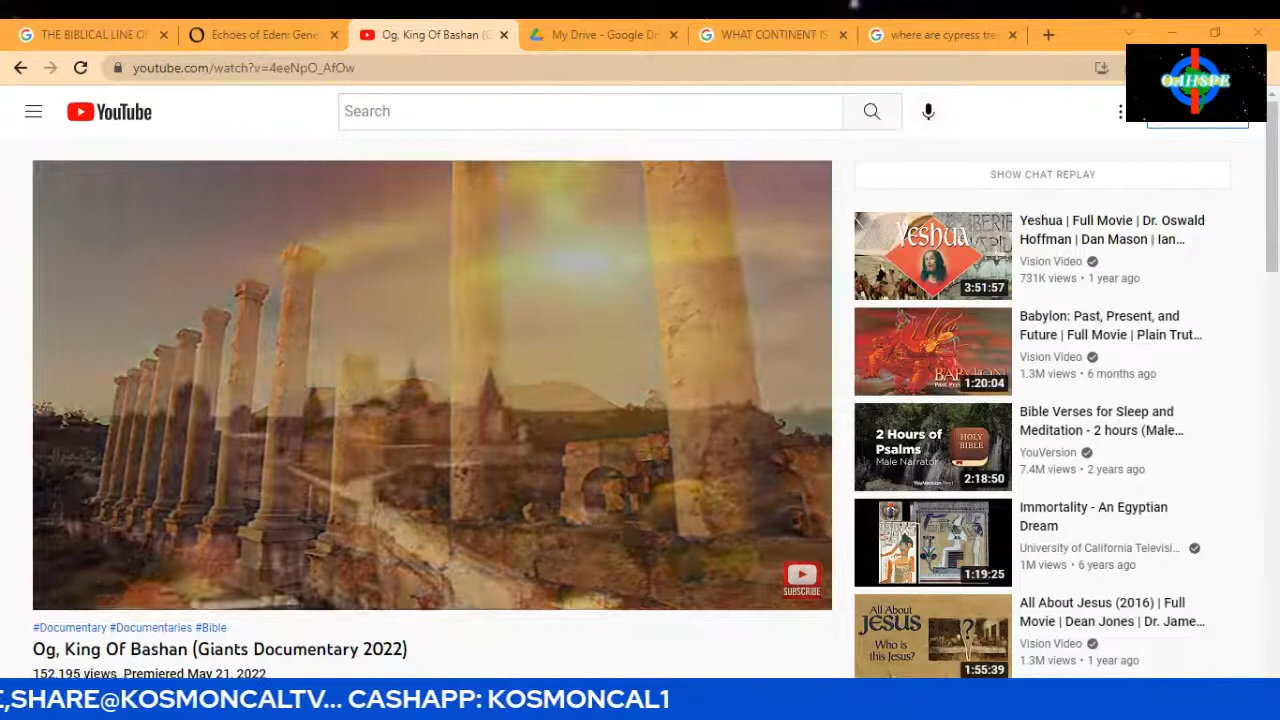 THE BIBLICAL LINE OF
Echoes of Eden: Gene
Og, King Of Bashan (G
My Drive - Google Dr
WHAT CONTINENT IS
where are cypress tre
youtube.com/watch?v=4eeNpO_AfOw
OAHSPE
YouTube
Search
SHOW CHAT REPLAY
Yeshua
3:51:57
Yeshua | Full Movie | Dr. Oswald
Hoffman | Dan Mason | Ian...
Vision Video
731K views • 1 year ago
BABYLON
1:20:04
Babylon: Past, Present, and
Future | Full Movie | Plain Trut...
Vision Video
1.3M views • 6 months ago
2 Hours of
Psalms
Male Narrator
HOLY
BIBLE
2:18:50
Bible Verses for Sleep and
Meditation - 2 hours (Male...
YouVersion
7.4M views • 2 years ago
1:19:25
Immortality - An Egyptian
Dream
University of California Televisi...
1M views • 6 years ago
All About
JESUS
Who is
this Jesus?
1:55:39
All About Jesus (2016) | Full
Movie | Dean Jones | Dr. Jame...
Vision Video
1.3M views • 1 year ago
SUBSCRIBE
#Documentary #Documentaries #Bible
Og, King Of Bashan (Giants Documentary 2022)
152,195 views Premiered May 21, 2022
E,SHARE@KOSMONCALTV... CASHAPP: KOSMONCAL1